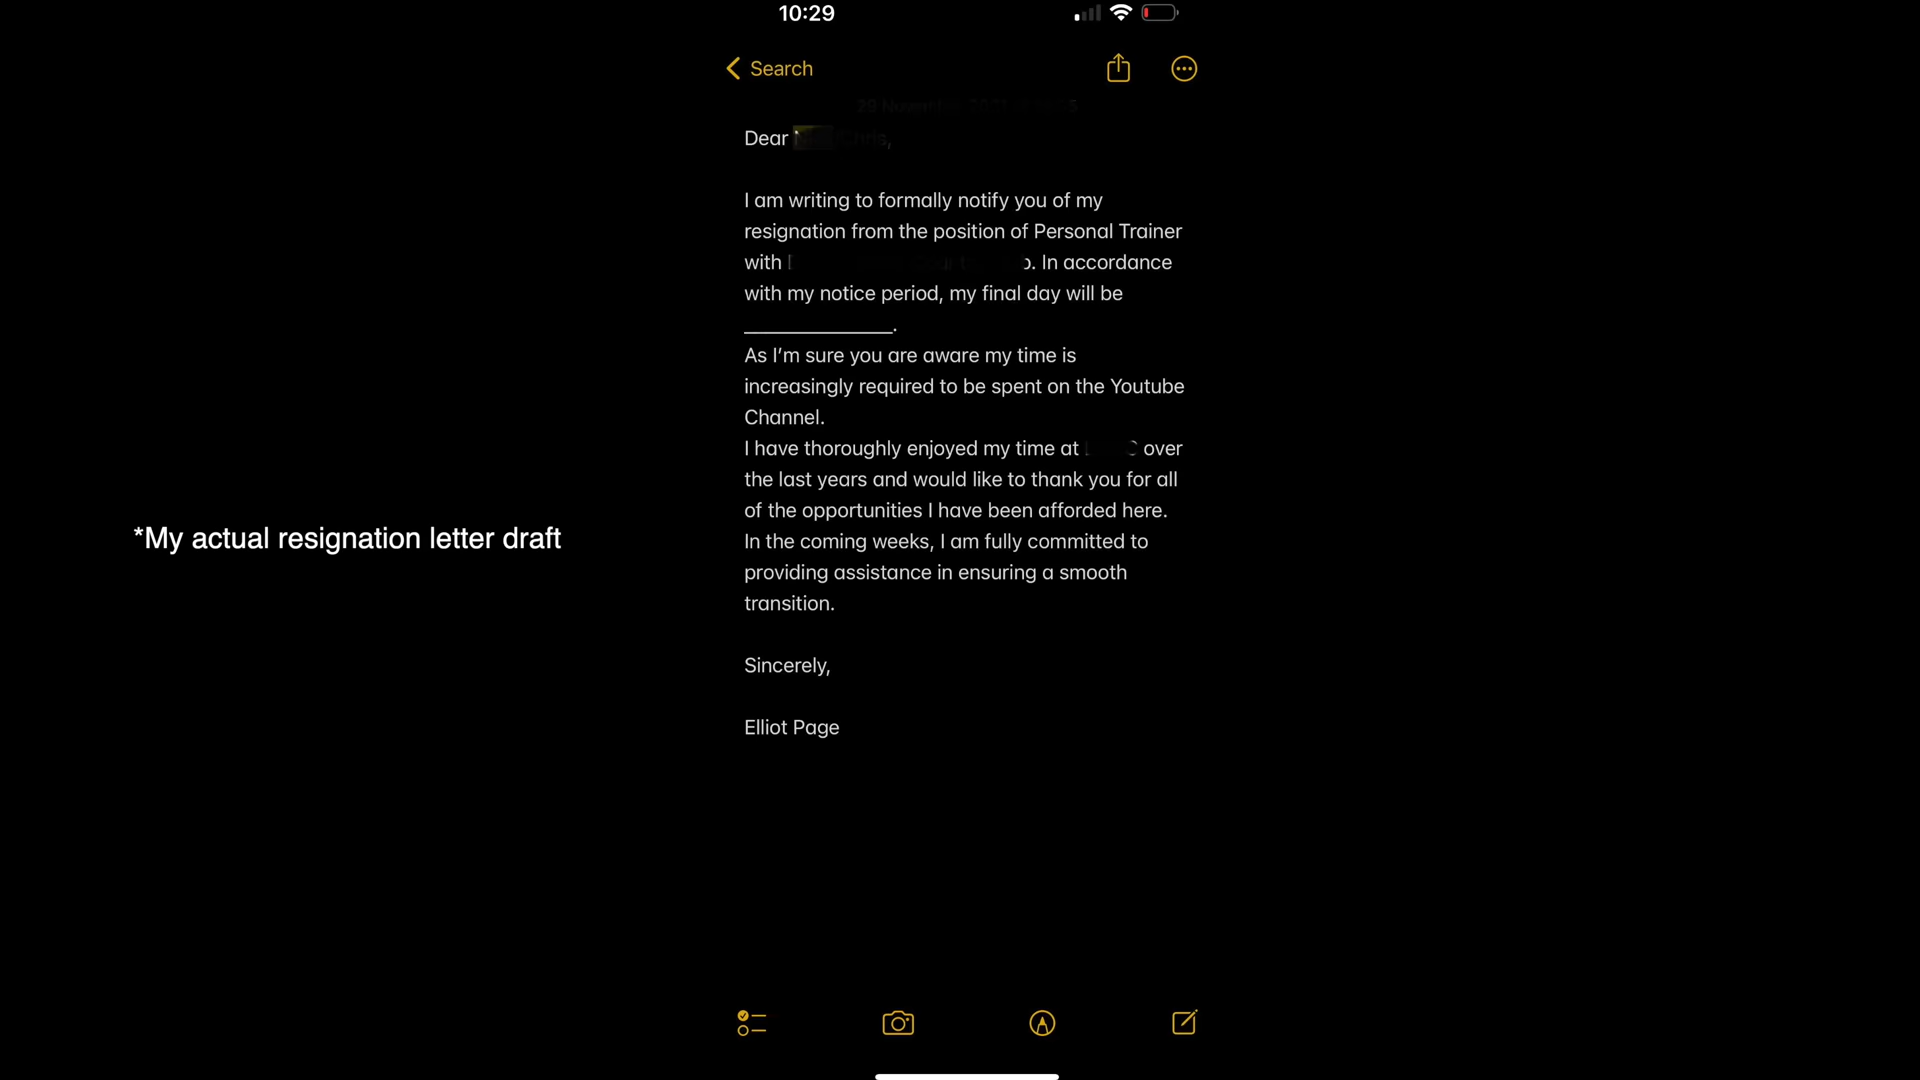 10:29
Search
Dear
I am writing to formally notify you of my
resignation from the position of Personal Trainer
with . In accordance
with my notice period, my final day will be
______________.
As I’m sure you are aware my time is
increasingly required to be spent on the Youtube
Channel.
I have thoroughly enjoyed my time at over
the last years and would like to thank you for all
of the opportunities I have been afforded here.
In the coming weeks, I am fully committed to
providing assistance in ensuring a smooth
transition.
Sincerely,
Elliot Page
*My actual resignation letter draft